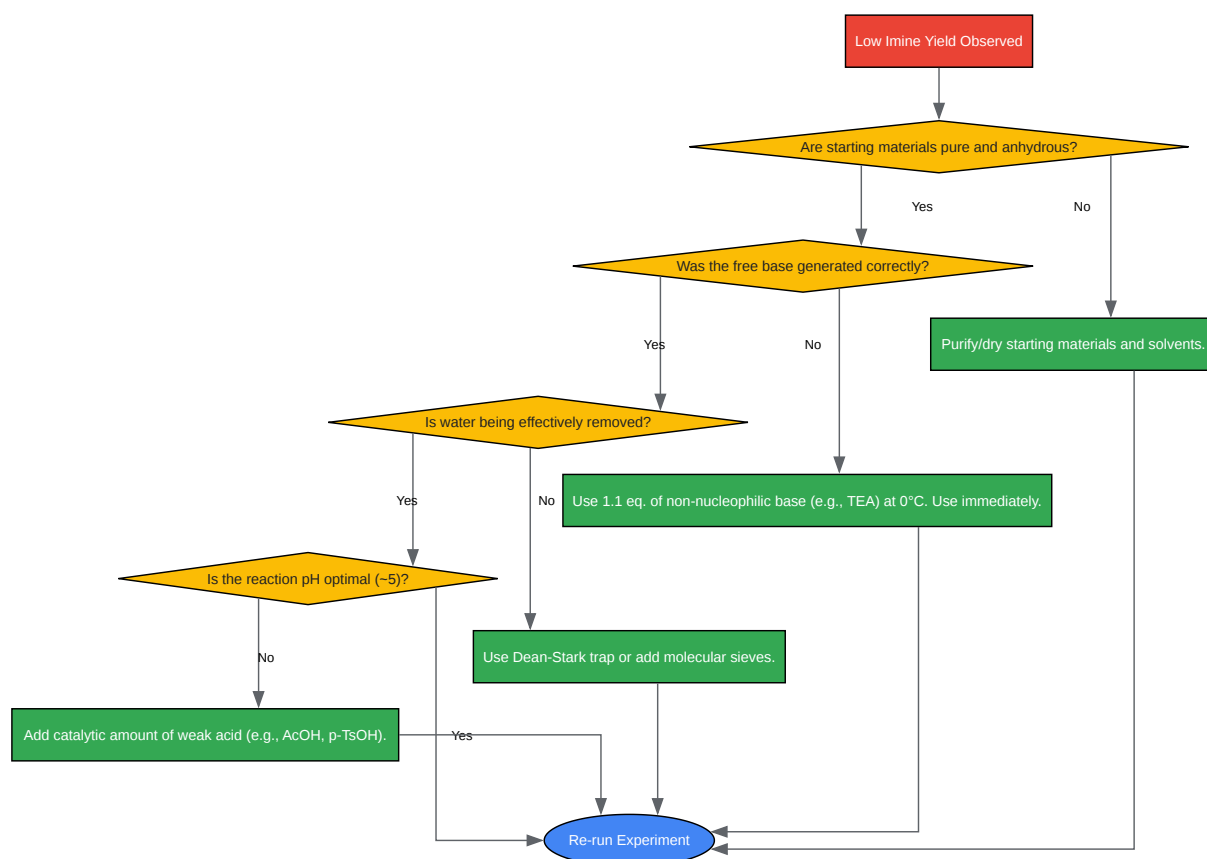 Low Imine Yield Observed
Are starting materials pure and anhydrous?
Yes
No
Was the free base generated correctly?
Yes
No
Purify/dry starting materials and solvents.
Is water being effectively removed?
Yes
No
Use 1.1 eq. of non-nucleophilic base (e.g., TEA) at 0°C. Use immediately.
Is the reaction pH optimal (~5)?
No
Use Dean-Stark trap or add molecular sieves.
Add catalytic amount of weak acid (e.g., AcOH, p-TsOH).
Yes
Re-run Experiment